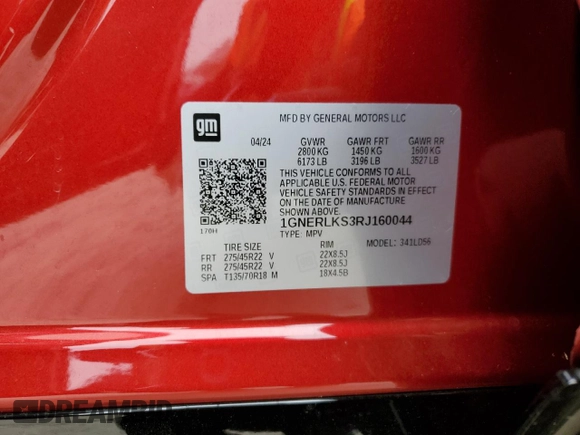 gm
MFD BY GENERAL MOTORS LLC
04/24 GVWR GAWR FRT GAWR RR
2800 KG 1450 KG 1600 KG
6173 LB 3196 LB 3527 LB
THIS VEHICLE CONFORMS TO ALL
APPLICABLE U.S. FEDERAL MOTOR
VEHICLE SAFETY STANDARDS IN EFFECT
ON THE DATE OF MANUFACTURE
SHOWN ABOVE.
1GNERLKS3RJ160044
170H TYPE: MPV
TIRE SIZE RIM MODEL: 1
FRT 275/45R22 V 22X8.5J
RR 275/45R22 V 22X8.5J
SPA T135/70R18 M 18X4.5B
DREAMBID